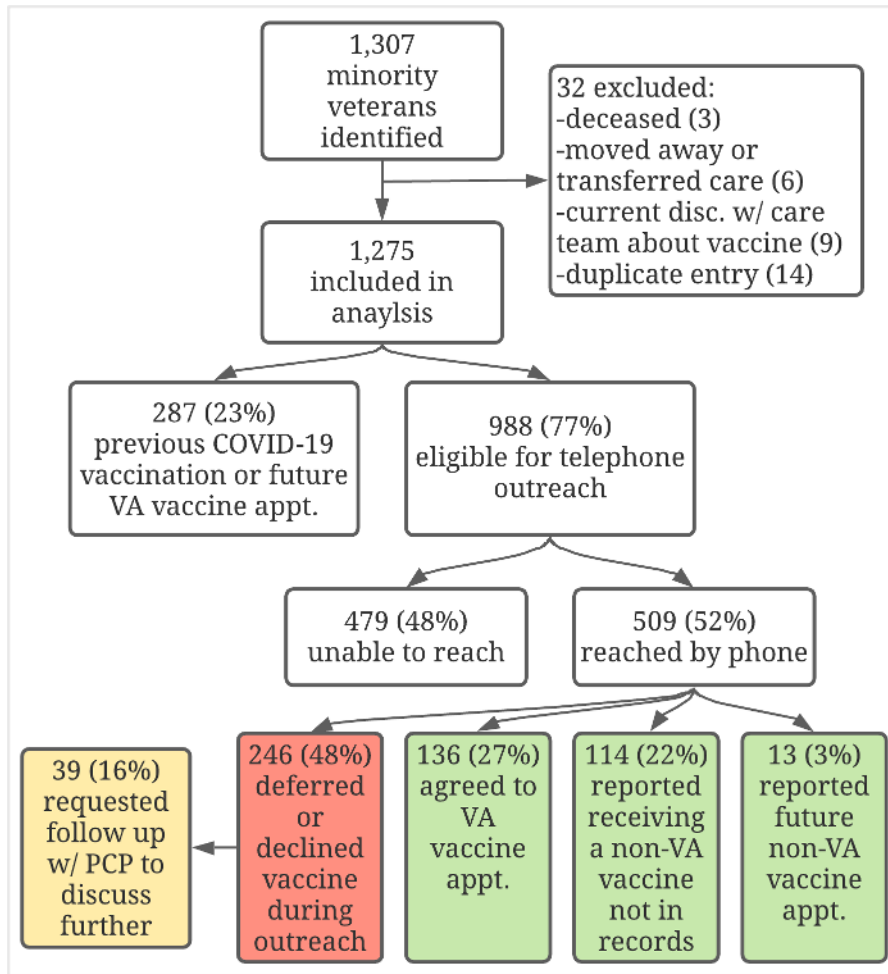 1,307
minority
veterans
identified
32 excluded:
-deceased (3)
-moved away or
transferred care (6)
-current disc. w/ care
team about vaccine (9)
-duplicate entry (14)
1,275
included in
anaylsis
287 (23%)
previous COVID-19
vaccination or future
VA vaccine appt.
988 (77%)
eligible for telephone
outreach
479 (48%)
unable to reach
509 (52%)
reached by phone
39 (16%)
requested
follow up
w/ PCP to
discuss
further
246 (48%)
deferred
or
declined
vaccine
during
outreach
136 (27%)
agreed to
VA
vaccine
appt.
114 (22%)
reported
receiving
a non-VA
vaccine
not in
records
13 (3%)
reported
future
non-VA
vaccine
appt.